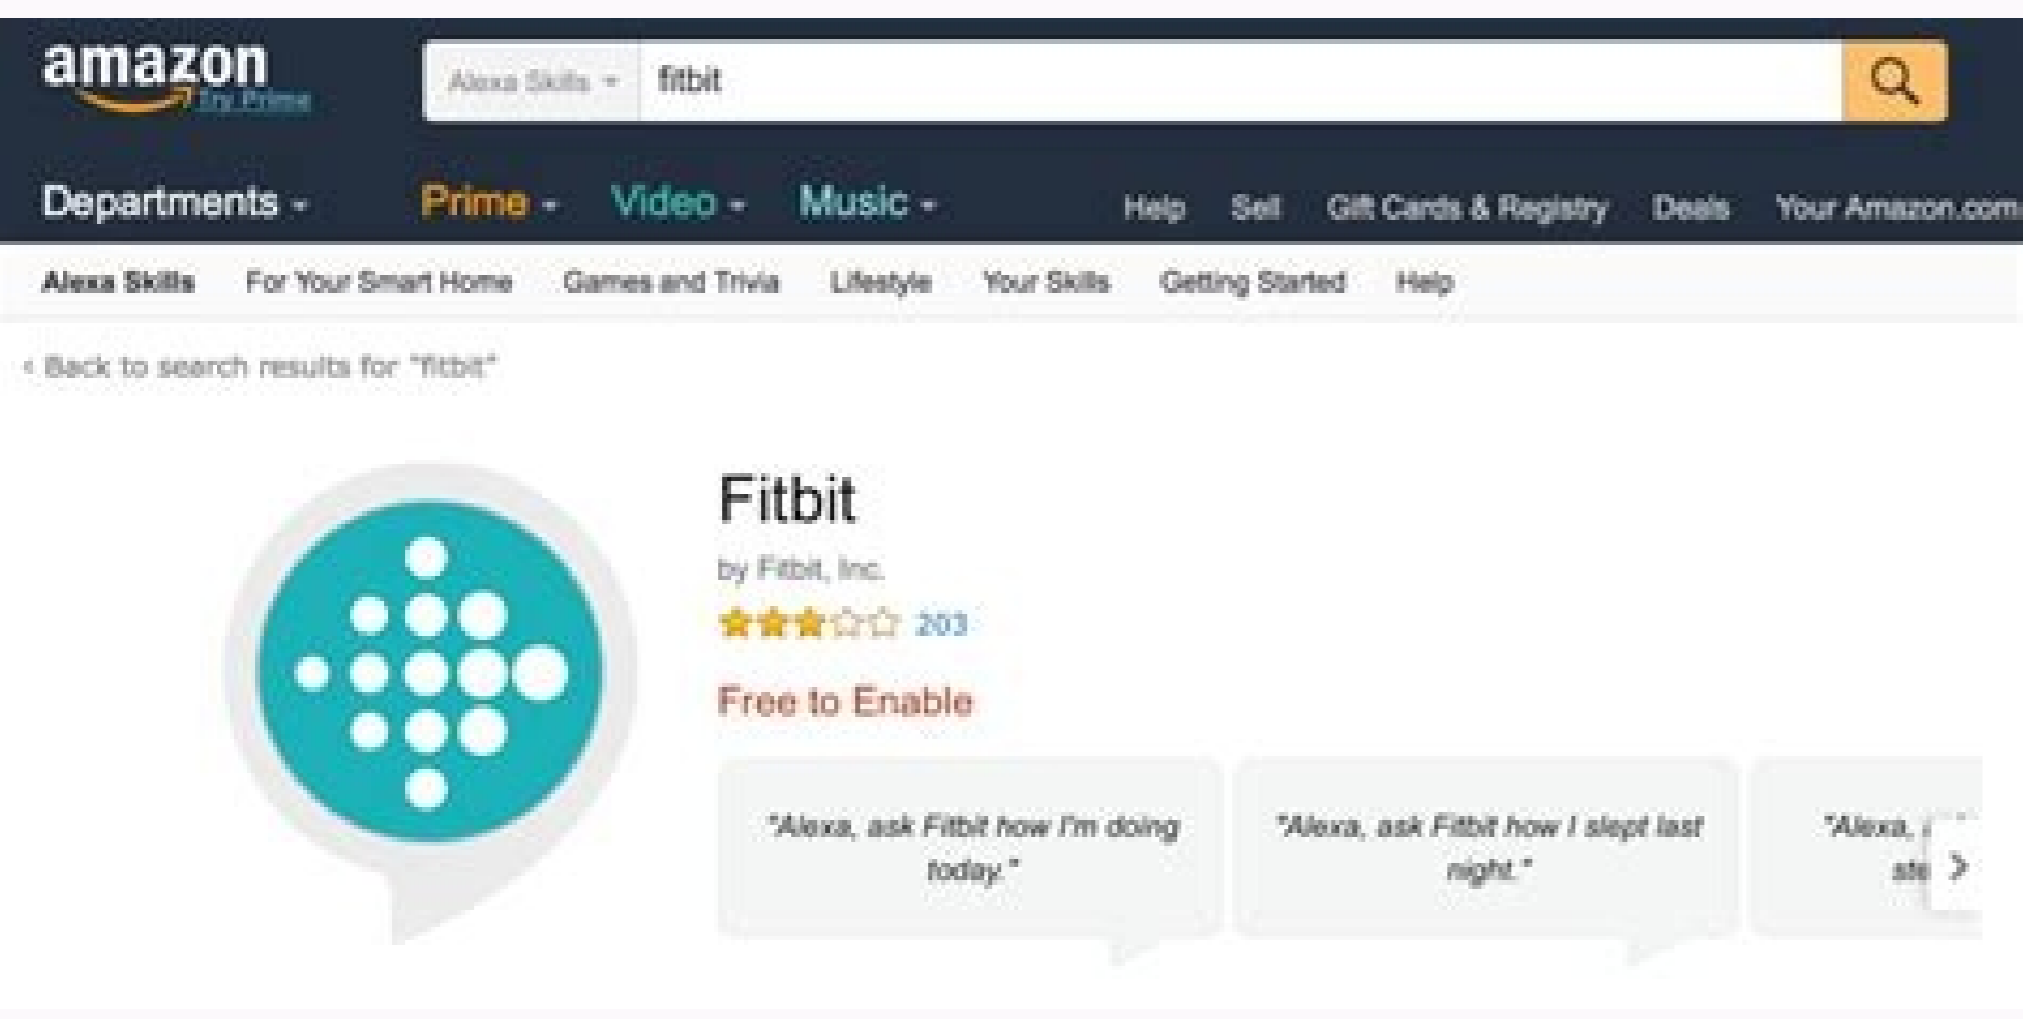 amazon
Try Prime
Alexa Skills
fitbit
Departments
Prime
Video
Music
Help
Sell
Gift Cards & Registry
Deals
Your Amazon.com
Alexa Skills
For Your Smart Home
Games and Trivia
Lifestyle
Your Skills
Getting Started
Help
‹ Back to search results for "fitbit"
Fitbit
by Fitbit, Inc.
203
Free to Enable
"Alexa, ask Fitbit how I'm doing
today."
"Alexa, ask Fitbit how I slept last
night."
"Alexa,